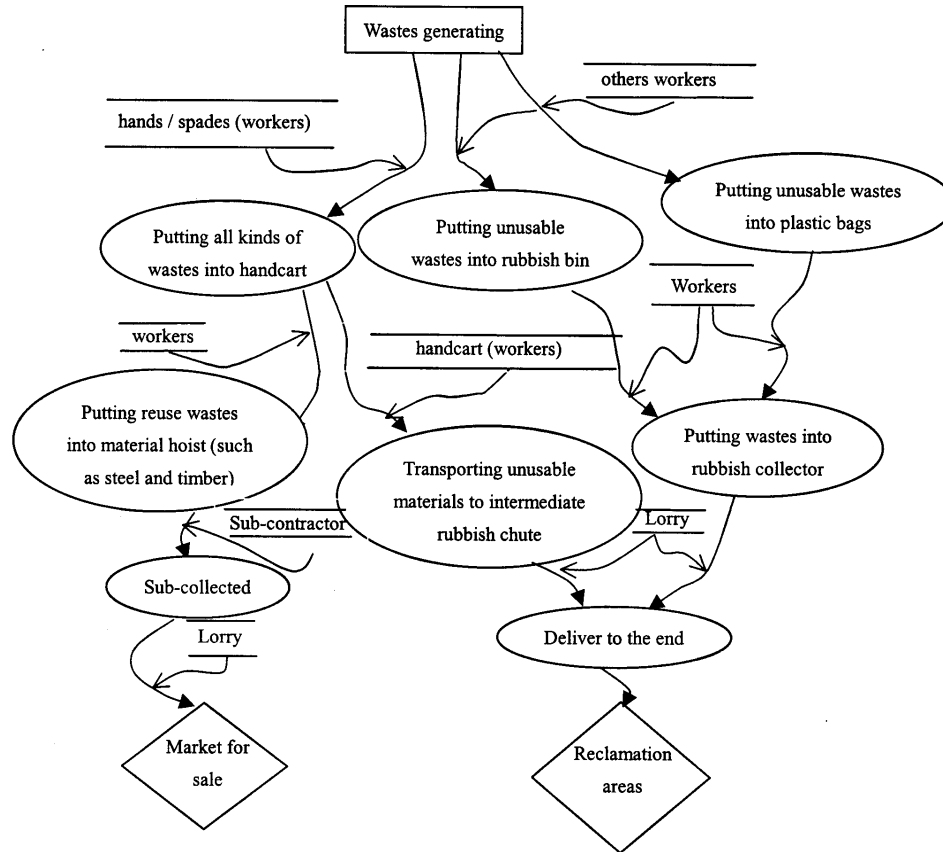 Wastes generating
others workers
hands / spades (workers)
Putting unusable wastes
into plastic bags
Putting all kinds of
wastes into handcart
Putting unusable
wastes into rubbish bin
Workers
workers
handcart (workers)
Putting reuse wastes
into material hoist (such
as steel and timber)
Putting wastes into
rubbish collector
Transporting unusable
materials to intermediate
rubbish chute
Sub-contractor
Lorry
Sub-collected
Lorry
Deliver to the end
Market for
sale
Reclamation
areas